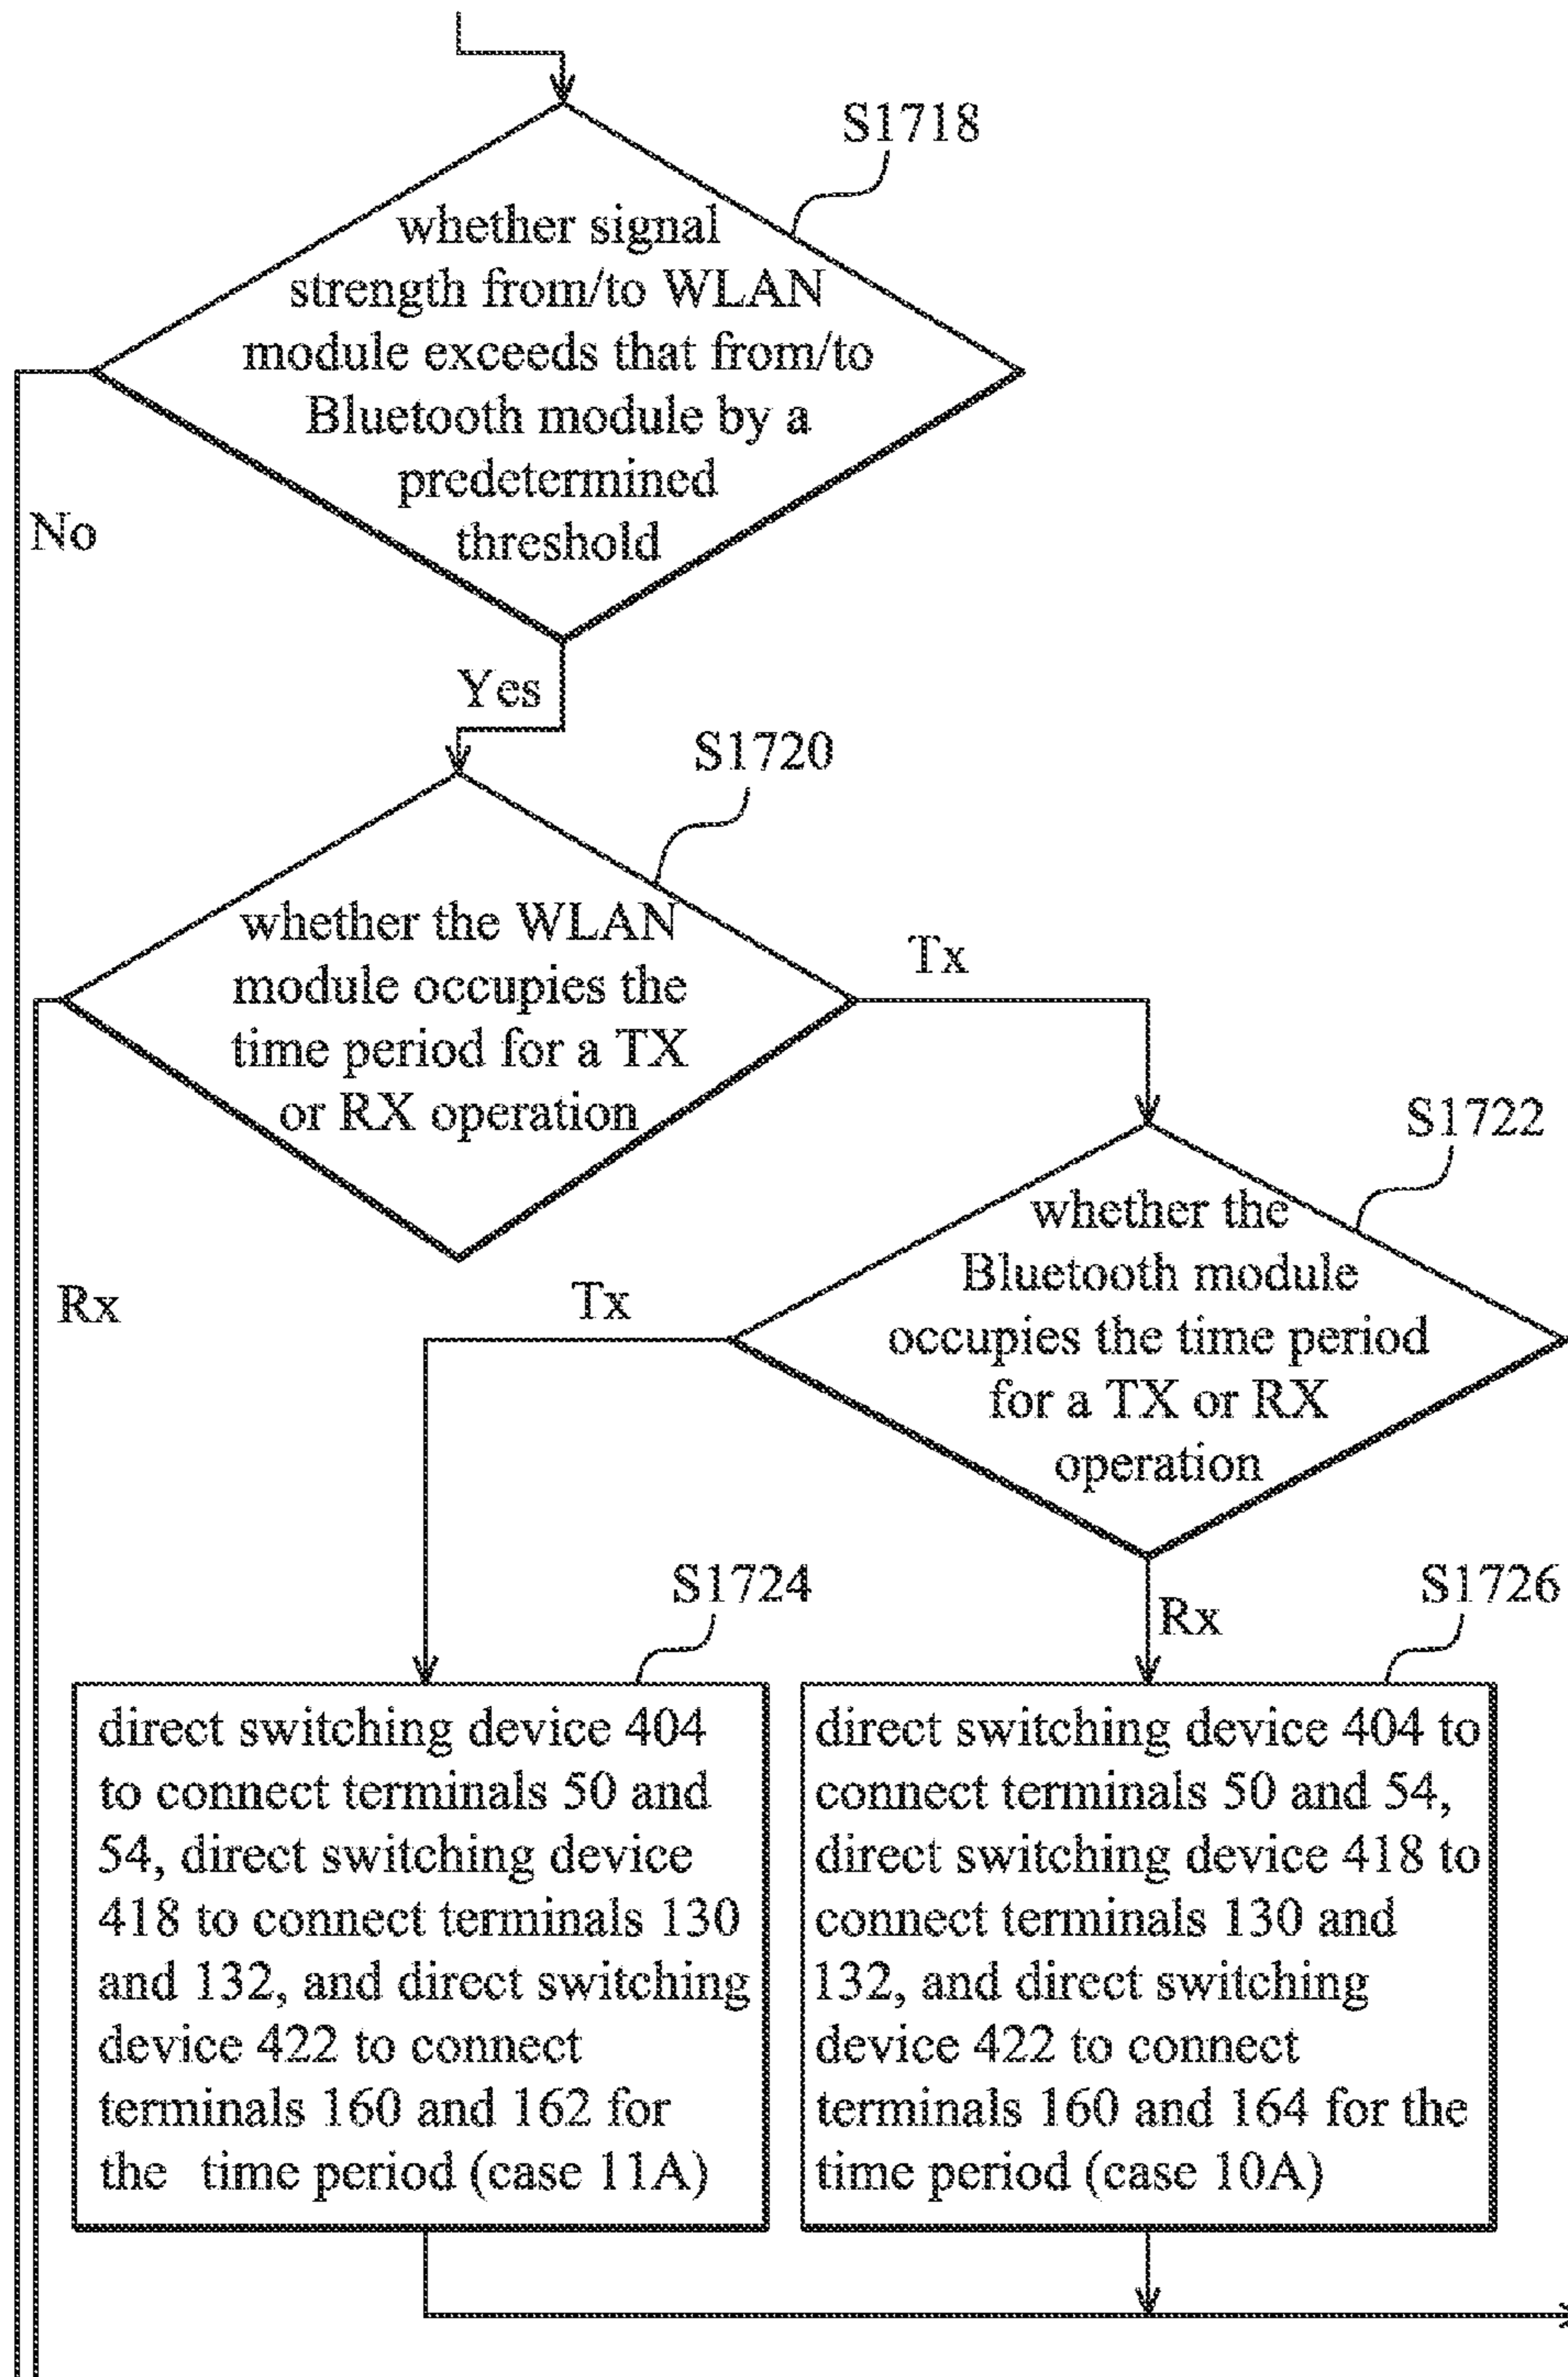 S1718
whether signal
strength from/to WLAN
module exceeds that from/to
Bluetooth module by a
predetermined
threshold
No
Yes
S1720
whether the WLAN
module occupies the
time period for a TX
or RX operation
Tx
S1722
whether the
Bluetooth module
occupies the time period
for a TX or RX
operation
Rx
Tx
S1724
S1726
Rx
direct switching device 404
to connect terminals 50 and
54, direct switching device
418 to connect terminals 130
and 132, and direct switching
device 422 to connect
terminals 160 and 162 for
the time period (case 11A)
direct switching device 404 to
connect terminals 50 and 54,
direct switching device 418 to
connect terminals 130 and
132, and direct switching
device 422 to connect
terminals 160 and 164 for the
time period (case 10A)